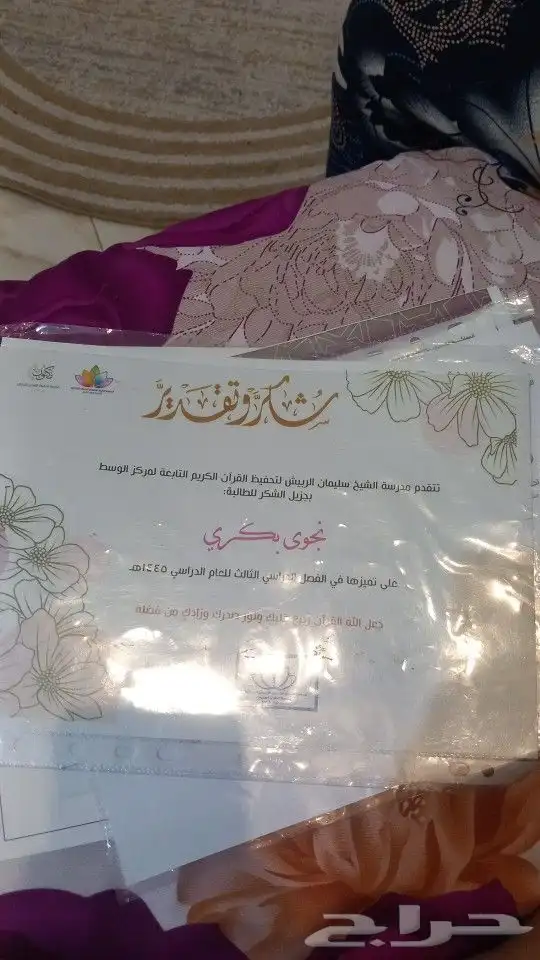 شكر وتقدير
تتقدم مدرسة الشيخ سليمان الربيش لتحفيظ القرآن الكريم التابعة لمركز الوسط
بجزيل الشكر للطالبة:
نجوى بكري
على تميزها في الفصل الدراسي الثالث للعام الدراسي ١٤٤٥هـ
جعل الله القرآن ربيع قلبك ونور صدرك وزادك من فضله
حراج